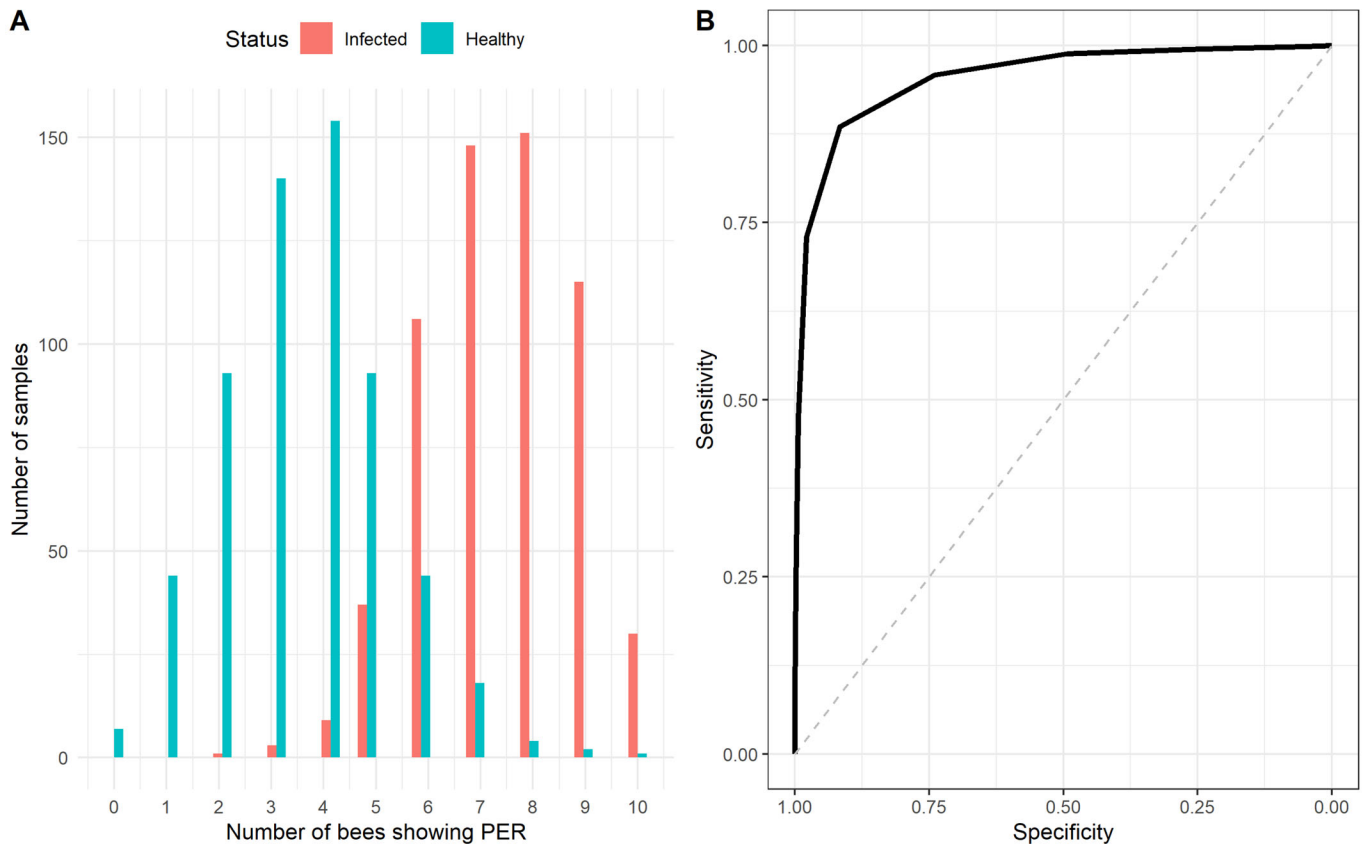 A
Status Infected Healthy
Number of samples
150
100
50
0
0 1 2 3 4 5 6 7 8 9 10
Number of bees showing PER
B
Sensitivity
1.00
0.75
0.50
0.25
0.00
1.00 0.75 0.50 0.25 0.00
Specificity